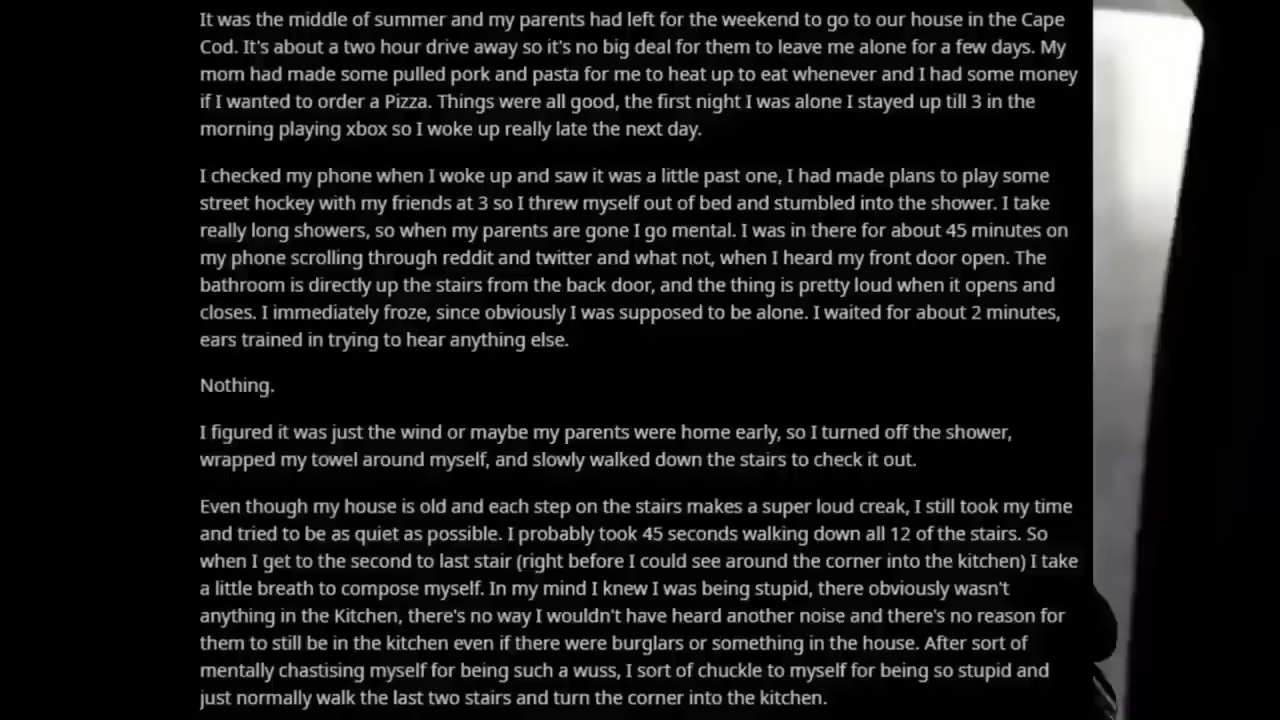 It was the middle of summer and my parents had left for the weekend to go to our house in the Cape
Cod. It's about a two hour drive away so it's no big deal for them to leave me alone for a few days. My
mom had made some pulled pork and pasta for me to heat up to eat whenever and I had some money
if I wanted to order a Pizza. Things were all good, the first night I was alone I stayed up till 3 in the
morning playing xbox so I woke up really late the next day.
I checked my phone when I woke up and saw it was a little past one, I had made plans to play some
street hockey with my friends at 3 so I threw myself out of bed and stumbled into the shower. I take
really long showers, so when my parents are gone I go mental. I was in there for about 45 minutes on
my phone scrolling through reddit and twitter and what not, when I heard my front door open. The
bathroom is directly up the stairs from the back door, and the thing is pretty loud when it opens and
closes. I immediately froze, since obviously I was supposed to be alone. I waited for about 2 minutes,
ears trained in trying to hear anything else.
Nothing.
I figured it was just the wind or maybe my parents were home early, so I turned off the shower,
wrapped my towel around myself, and slowly walked down the stairs to check it out.
Even though my house is old and each step on the stairs makes a super loud creak, I still took my time
and tried to be as quiet as possible. I probably took 45 seconds walking down all 12 of the stairs. So
when I get to the second to last stair (right before I could see around the corner into the kitchen) I take
a little breath to compose myself. In my mind I knew I was being stupid, there obviously wasn't
anything in the Kitchen, there's no way I wouldn't have heard another noise and there's no reason for
them to still be in the kitchen even if there were burglars or something in the house. After sort of
mentally chastising myself for being such a wuss, I sort of chuckle to myself for being so stupid and
just normally walk the last two stairs and turn the corner into the kitchen.